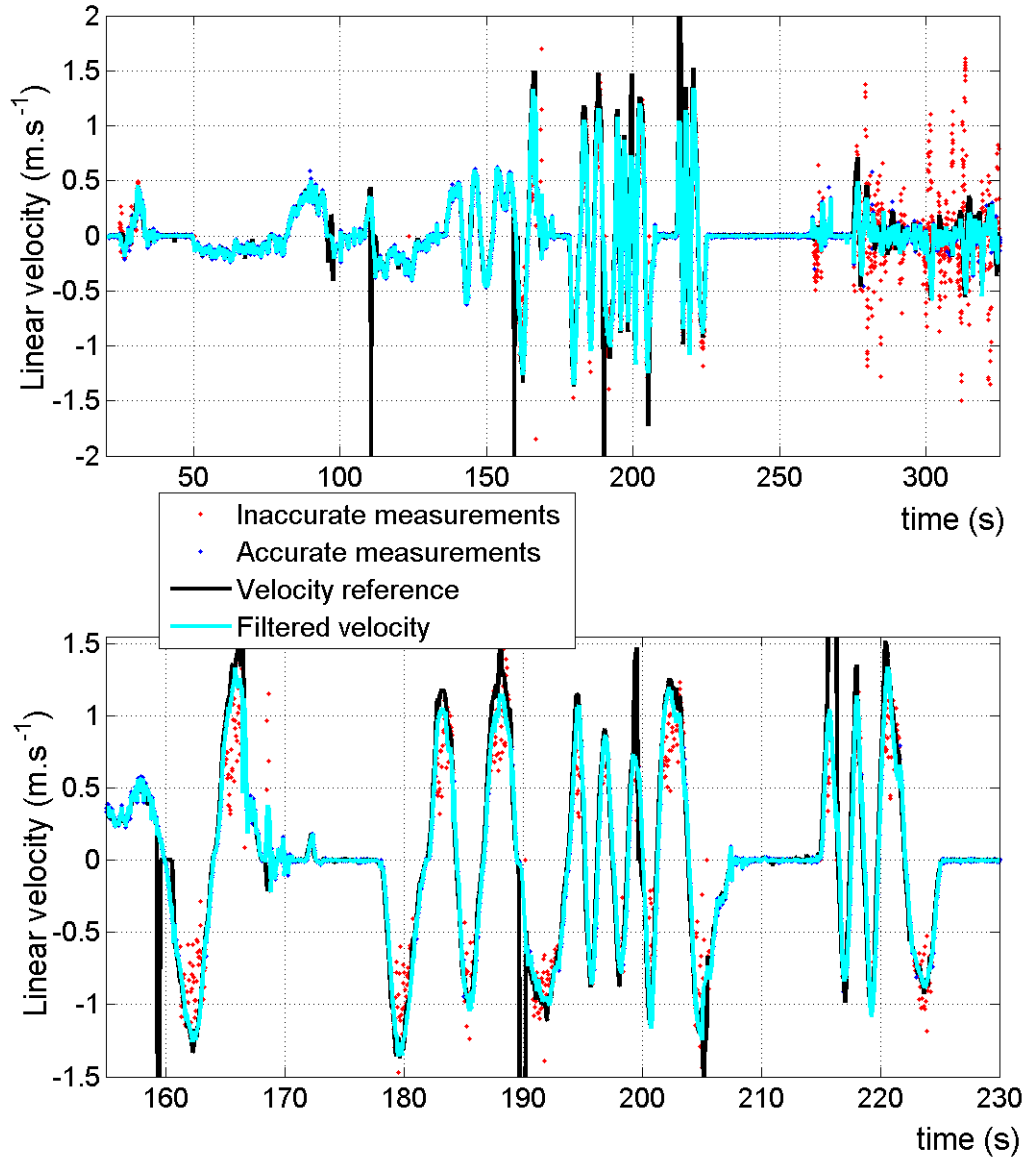 2
1.5
1
0.5
0
-0.5
-1
-1.5
-2
Linear velocity (m.s⁻¹)
50 100 150 200 250 300
time (s)
Inaccurate measurements
Accurate measurements
Velocity reference
Filtered velocity
1.5
1
0.5
0
-0.5
-1
-1.5
Linear velocity (m.s⁻¹)
160 170 180 190 200 210 220 230
time (s)